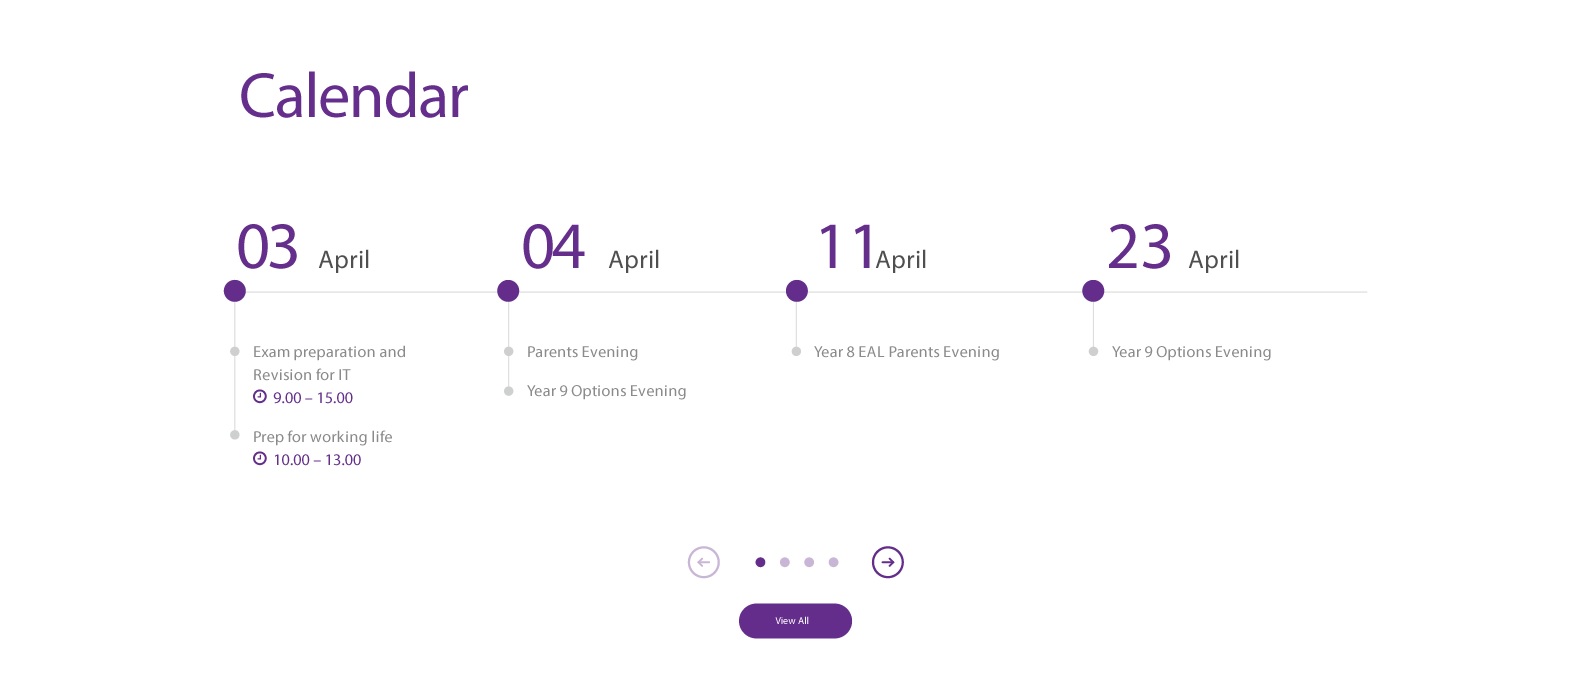 Calendar
03 April
Exam preparation and
Revision for IT
9.00 – 15.00
Prep for working life
10.00 – 13.00
04 April
Parents Evening
Year 9 Options Evening
11 April
Year 8 EAL Parents Evening
23 April
Year 9 Options Evening
View All